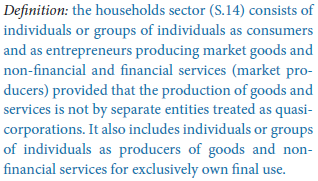 Definition: the households sector (S.14) consists of
individuals or groups of individuals as consumers
and as entrepreneurs producing market goods and
non-financial and financial services (market pro-
ducers) provided that the production of goods and
services is not by separate entities treated as quasi-
corporations. It also includes individuals or groups
of individuals as producers of goods and non-
financial services for exclusively own final use.